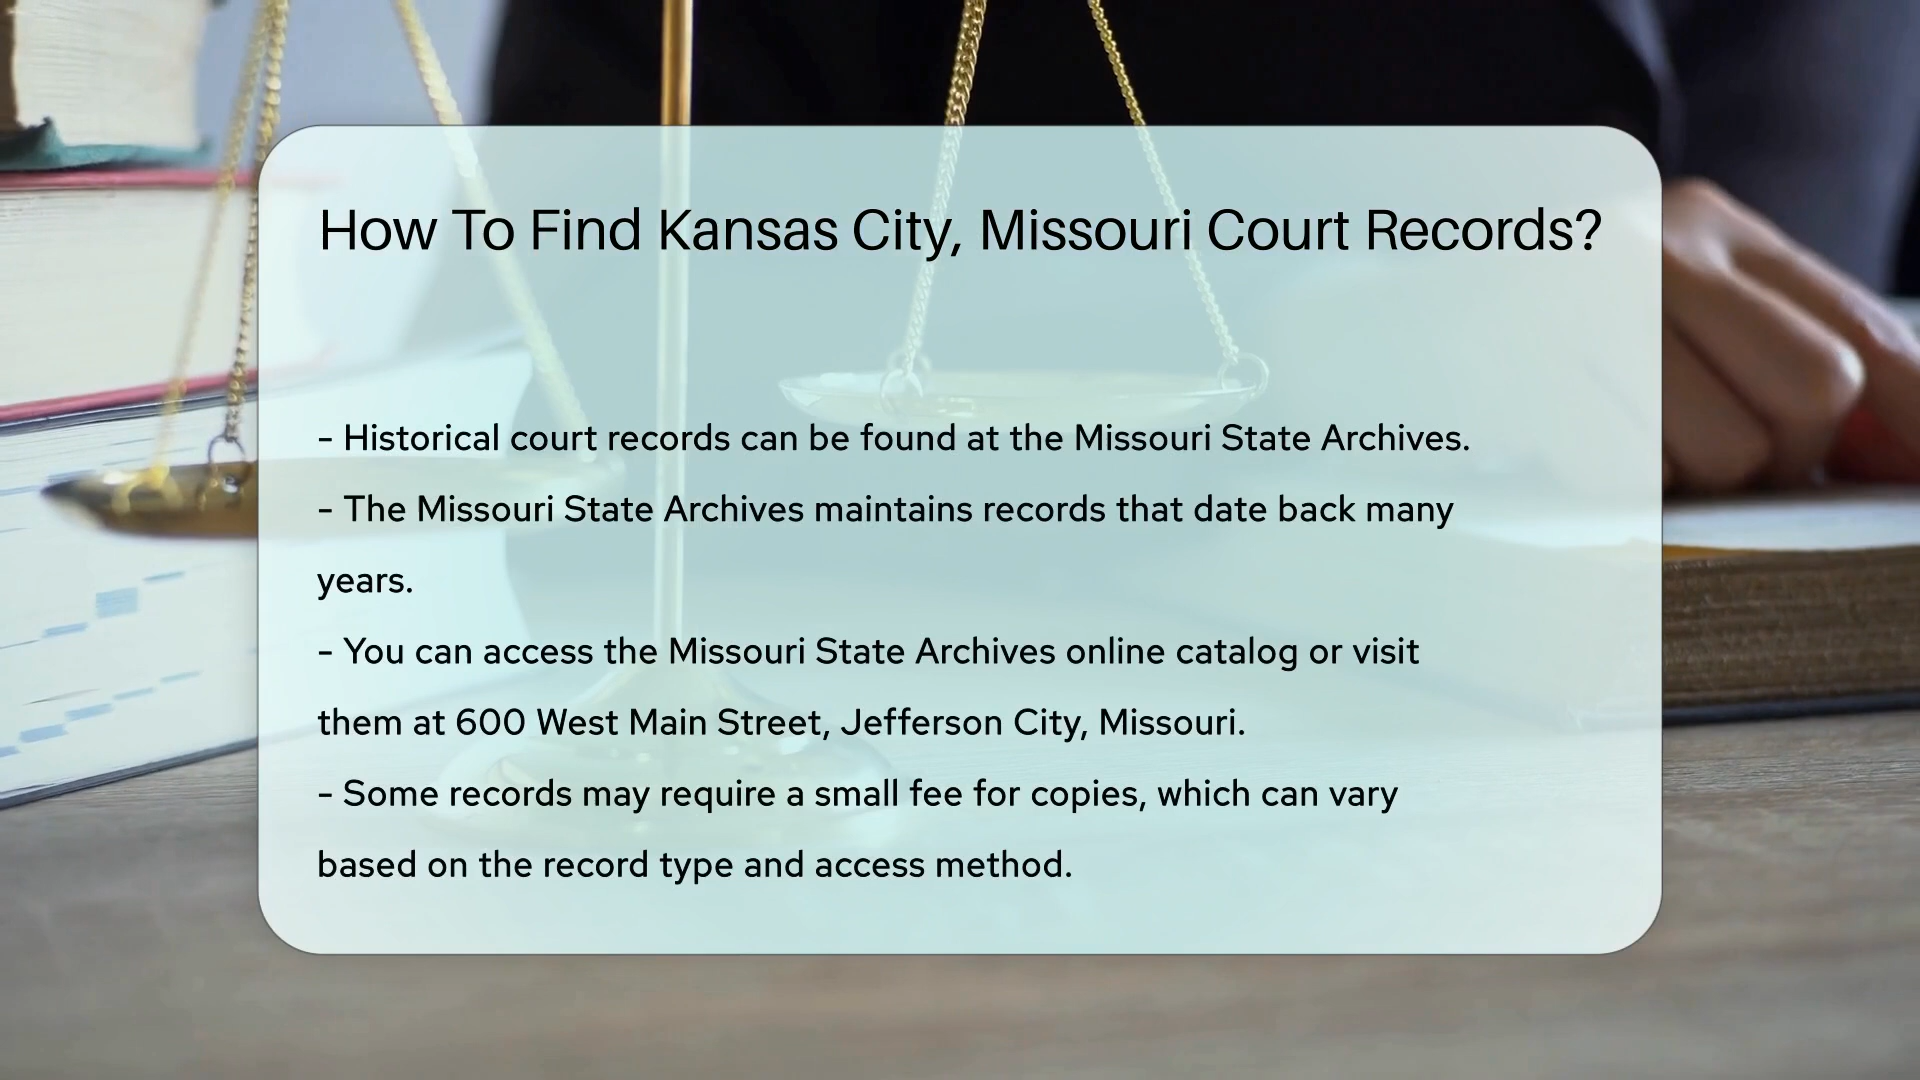 How To Find Kansas City, Missouri Court Records?
- Historical court records can be found at the Missouri State Archives.
- The Missouri State Archives maintains records that date back many
years.
- You can access the Missouri State Archives online catalog or visit
them at 600 West Main Street, Jefferson City, Missouri.
- Some records may require a small fee for copies, which can vary
based on the record type and access method.